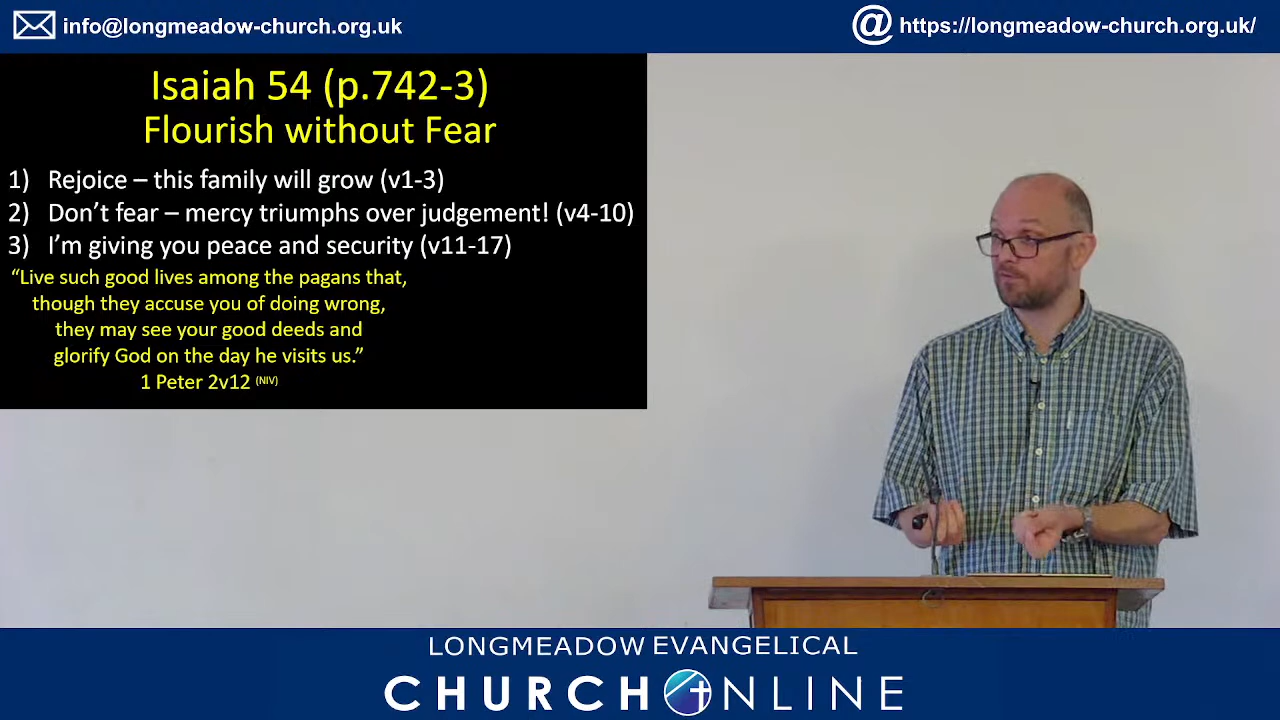 info@longmeadow-church.org.uk
https://longmeadow-church.org.uk/
Isaiah 54 (p.742-3)
Flourish without Fear
1) Rejoice – this family will grow (v1-3)
2) Don’t fear – mercy triumphs over judgement! (v4-10)
3) I’m giving you peace and security (v11-17)
“Live such good lives among the pagans that,
though they accuse you of doing wrong,
they may see your good deeds and
glorify God on the day he visits us.”
1 Peter 2v12 (NIV)
LONGMEADOW EVANGELICAL
CHURCH ONLINE